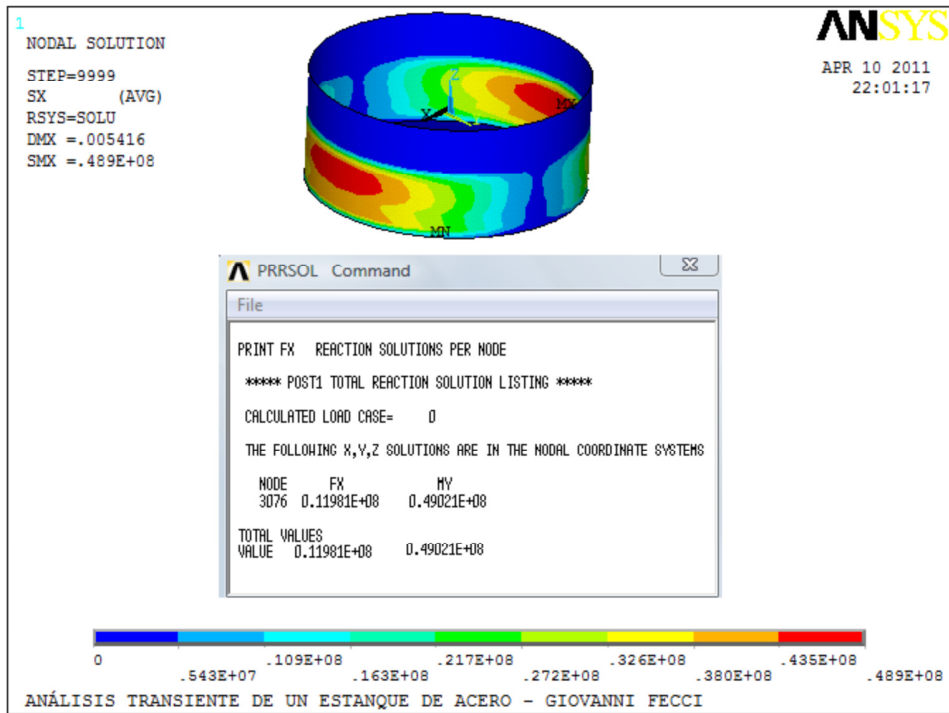 1
NODAL SOLUTION
STEP=9999
SX (AVG)
RSYS=SOLU
DMX =.005416
SMX =.489E+08
ANSYS
APR 10 2011
22:01:17
Z
MX
X
Y
MN
PRRSOL Command
File
PRINT FX REACTION SOLUTIONS PER NODE
***** POST1 TOTAL REACTION SOLUTION LISTING *****
CALCULATED LOAD CASE= 0
THE FOLLOWING X,Y,Z SOLUTIONS ARE IN THE NODAL COORDINATE SYSTEMS
NODE FX MY
3076 0.11981E+08 0.49021E+08
TOTAL VALUES
VALUE 0.11981E+08 0.49021E+08
0 .109E+08 .217E+08 .326E+08 .435E+08
.543E+07 .163E+08 .272E+08 .380E+08 .489E+08
ANÁLISIS TRANSIENTE DE UN ESTANQUE DE ACERO - GIOVANNI FECCI